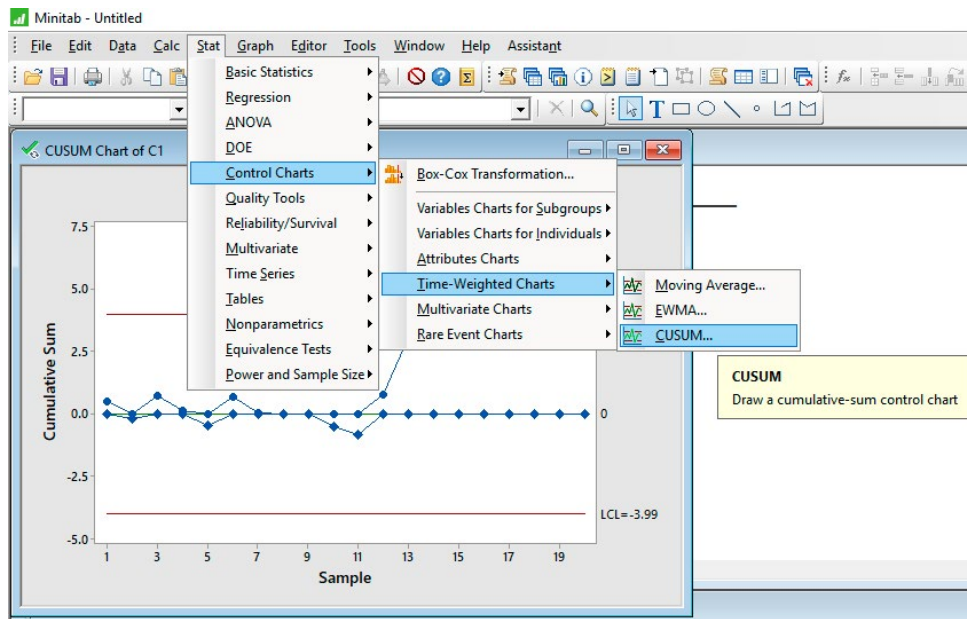 Minitab - Untitled
File Edit Data Calc Stat Graph Editor Tools Window Help Assistant
Basic Statistics
Regression
ANOVA
CUSUM Chart of C1
DOE
Control Charts
Box-Cox Transformation...
Quality Tools
Variables Charts for Subgroups
7.5
Reliability/Survival
Variables Charts for Individuals
Multivariate
Attributes Charts
Time Series
Time-Weighted Charts
Moving Average...
5.0
Tables
Multivariate Charts
EWMA...
Nonparametrics
Rare Event Charts
CUSUM...
2.5
Equivalence Tests
Power and Sample Size
CUSUM
Draw a cumulative-sum control chart
Cumulative Sum
0.0
0
-2.5
LCL=-3.99
-5.0
1 3 5 7 9 11 13 15 17 19
Sample